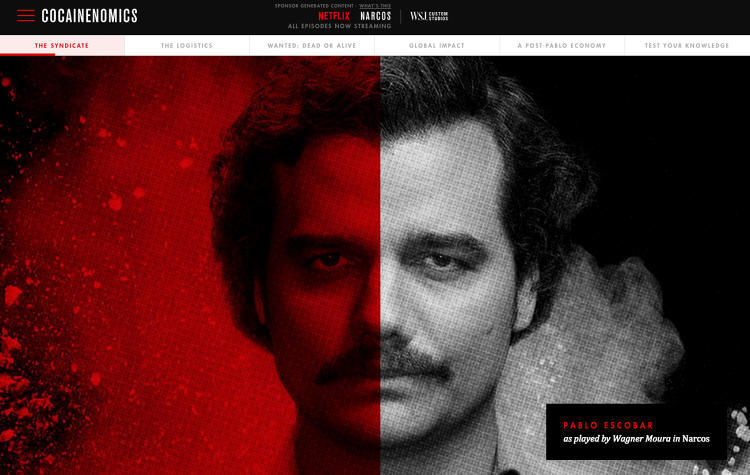 SPONSOR GENERATED CONTENT - WHAT'S THIS
COCAINENOMICS
NETFLIX NARCOS
WSJ. CUSTOM STUDIOS
ALL EPISODES NOW STREAMING
THE SYNDICATE
THE LOGISTICS
WANTED: DEAD OR ALIVE
GLOBAL IMPACT
A POST-PABLO ECONOMY
TEST YOUR KNOWLEDGE
PABLO ESCOBAR
as played by Wagner Moura in Narcos